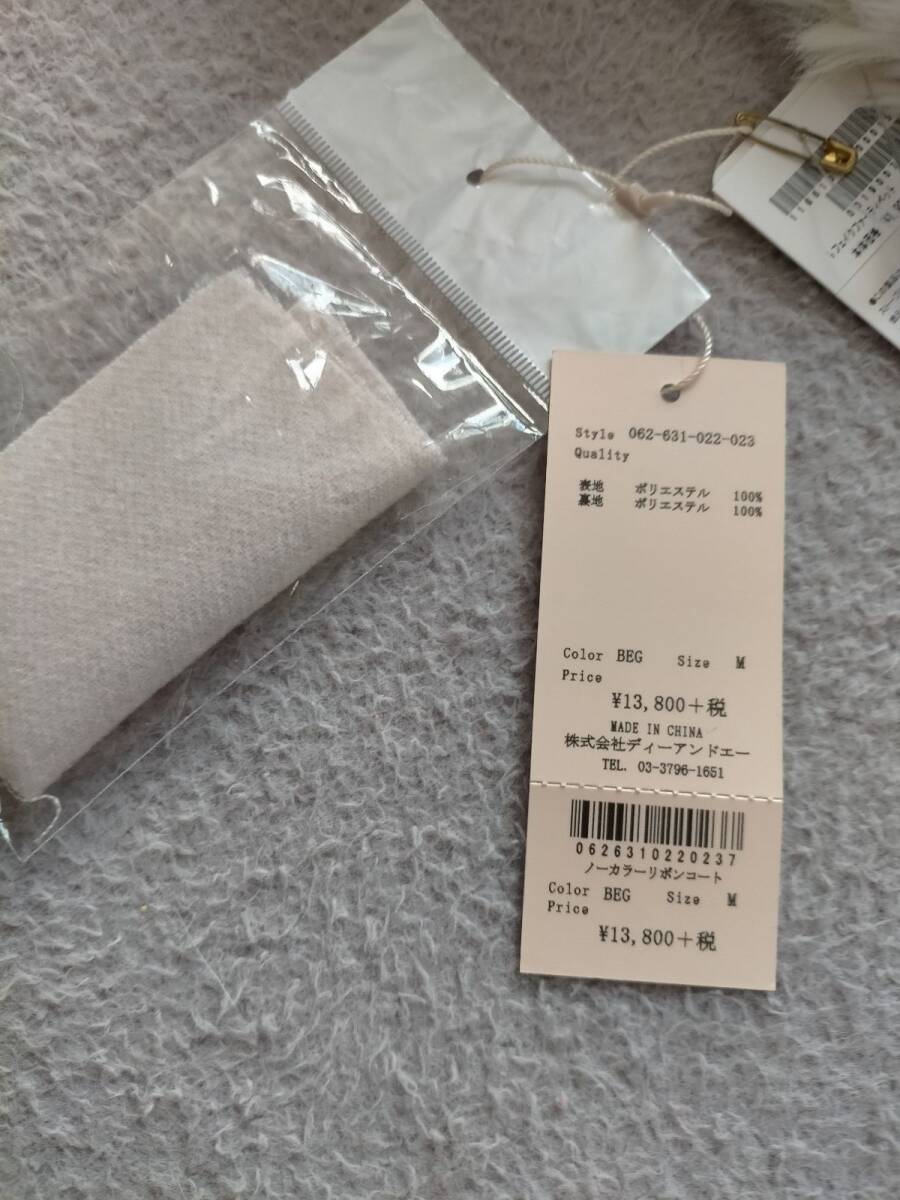 Style 062-631-022-023
Quality
表地 ポリエステル 100%
裏地 ポリエステル 100%
Color BEG Size M
Price
¥13,800+税
MADE IN CHINA
株式会社ディーアンドエー
TEL. 03-3796-1651
0626310220237
ノーカラーリボンコート
Color BEG Size M
Price
¥13,800+税